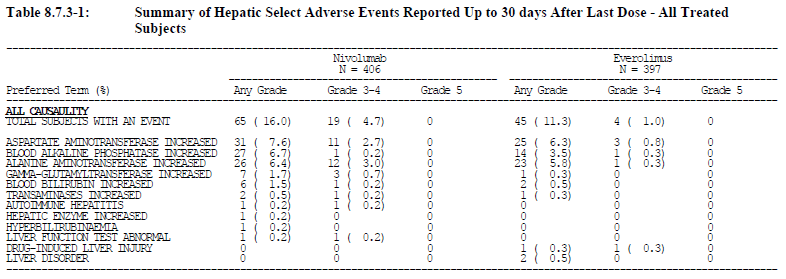 Table 8.7.3-1: Summary of Hepatic Select Adverse Events Reported Up to 30 days After Last Dose - All Treated
Subjects
Nivolumab Everolimus
N = 406 N = 397
Preferred Term (%) Any Grade Grade 3-4 Grade 5 Any Grade Grade 3-4 Grade 5
ALL CAUSAULITY
TOTAL SUBJECTS WITH AN EVENT 65 ( 16.0) 19 ( 4.7) 0 45 ( 11.3) 4 ( 1.0) 0
ASPARTATE AMINOTRANSFERASE INCREASED 31 ( 7.6) 11 ( 2.7) 0 25 ( 6.3) 3 ( 0.8) 0
BLOOD ALKALINE PHOSPHATASE INCREASED 27 ( 6.7) 1 ( 0.2) 0 14 ( 3.5) 1 ( 0.3) 0
ALANINE AMINOTRANSFERASE INCREASED 26 ( 6.4) 12 ( 3.0) 0 23 ( 5.8) 1 ( 0.3) 0
GAMMA-GLUTAMYLTRANSFERASE INCREASED 7 ( 1.7) 3 ( 0.7) 0 1 ( 0.3) 0 0
BLOOD BILIRUBIN INCREASED 6 ( 1.5) 1 ( 0.2) 0 2 ( 0.5) 0 0
TRANSAMINASES INCREASED 2 ( 0.5) 1 ( 0.2) 0 1 ( 0.3) 0 0
AUTOIMMUNE HEPATITIS 1 ( 0.2) 1 ( 0.2) 0 0 0 0
HEPATIC ENZYME INCREASED 1 ( 0.2) 0 0 0 0 0
HYPERBILIRUBINAEMIA 1 ( 0.2) 0 0 0 0 0
LIVER FUNCTION TEST ABNORMAL 1 ( 0.2) 1 ( 0.2) 0 0 0 0
DRUG-INDUCED LIVER INJURY 0 0 0 1 ( 0.3) 1 ( 0.3) 0
LIVER DISORDER 0 0 0 2 ( 0.5) 0 0